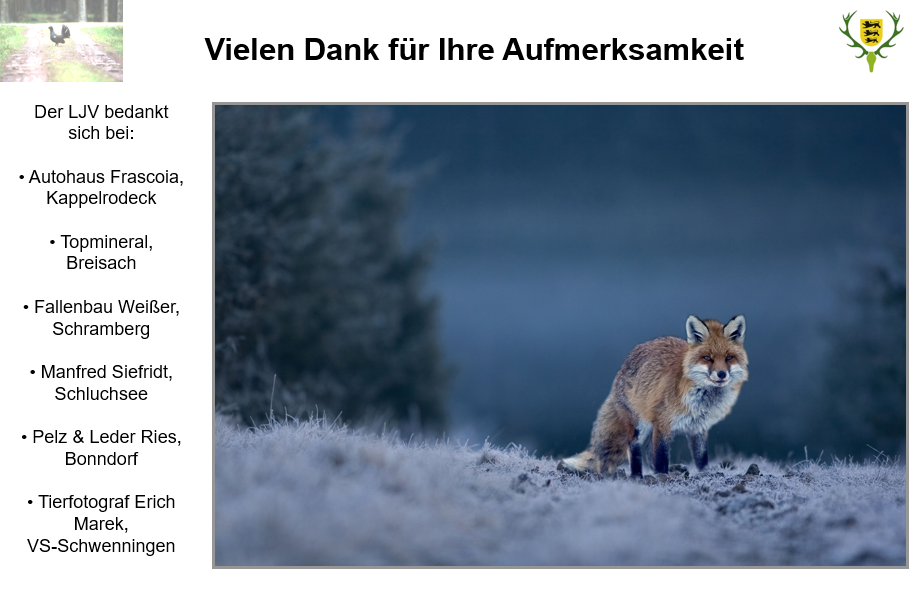 Vielen Dank für Ihre Aufmerksamkeit
Der LJV bedankt
sich bei:
• Autohaus Frascoia,
Kappelrodeck
• Topmineral,
Breisach
• Fallenbau Weißer,
Schramberg
• Manfred Siefridt,
Schluchsee
• Pelz & Leder Ries,
Bonndorf
• Tierfotograf Erich
Marek,
VS-Schwenningen